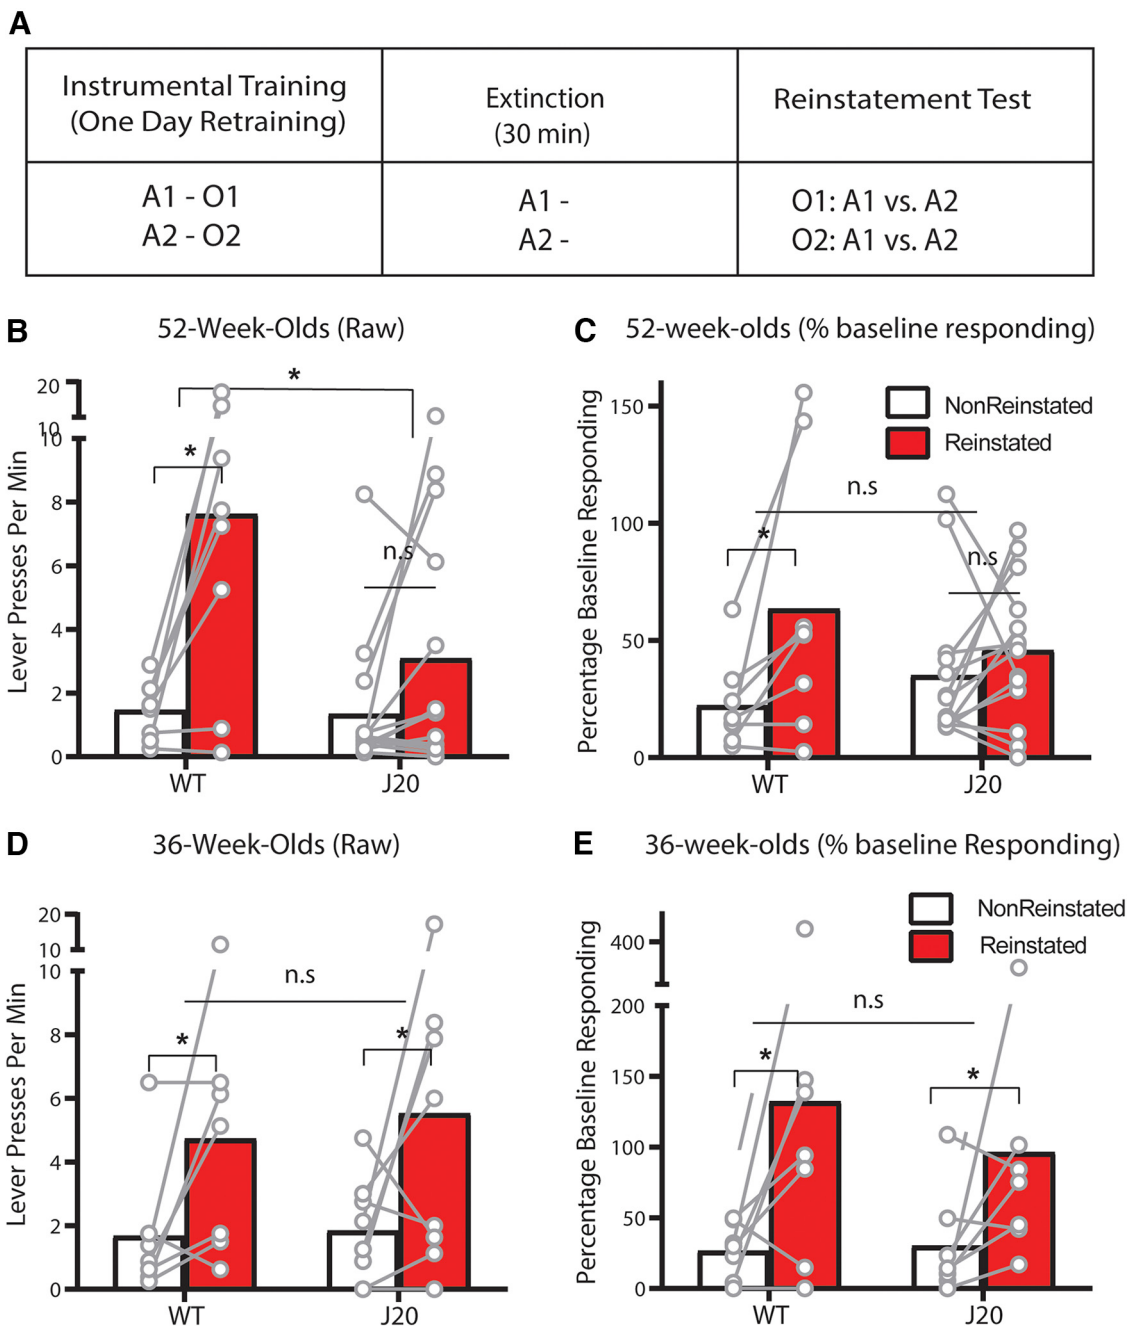 A
Instrumental Training
(One Day Retraining)
Extinction
(30 min)
Reinstatement Test
A1 - O1
A2 - O2
A1 -
A2 -
O1: A1 vs. A2
O2: A1 vs. A2
B
52-Week-Olds (Raw)
Lever Presses Per Min
20
10
10
8
6
4
2
0
*
*
n.s
WT
J20
C
52-week-olds (% baseline responding)
Percentage Baseline Responding
150
100
50
0
NonReinstated
Reinstated
n.s
*
n.s
WT
J20
D
36-Week-Olds (Raw)
Lever Presses Per Min
20
10
10
8
6
4
2
0
n.s
*
*
WT
J20
E
36-week-olds (% baseline Responding)
Percentage Baseline Responding
400
200
150
100
50
0
NonReinstated
Reinstated
n.s
*
*
WT
J20